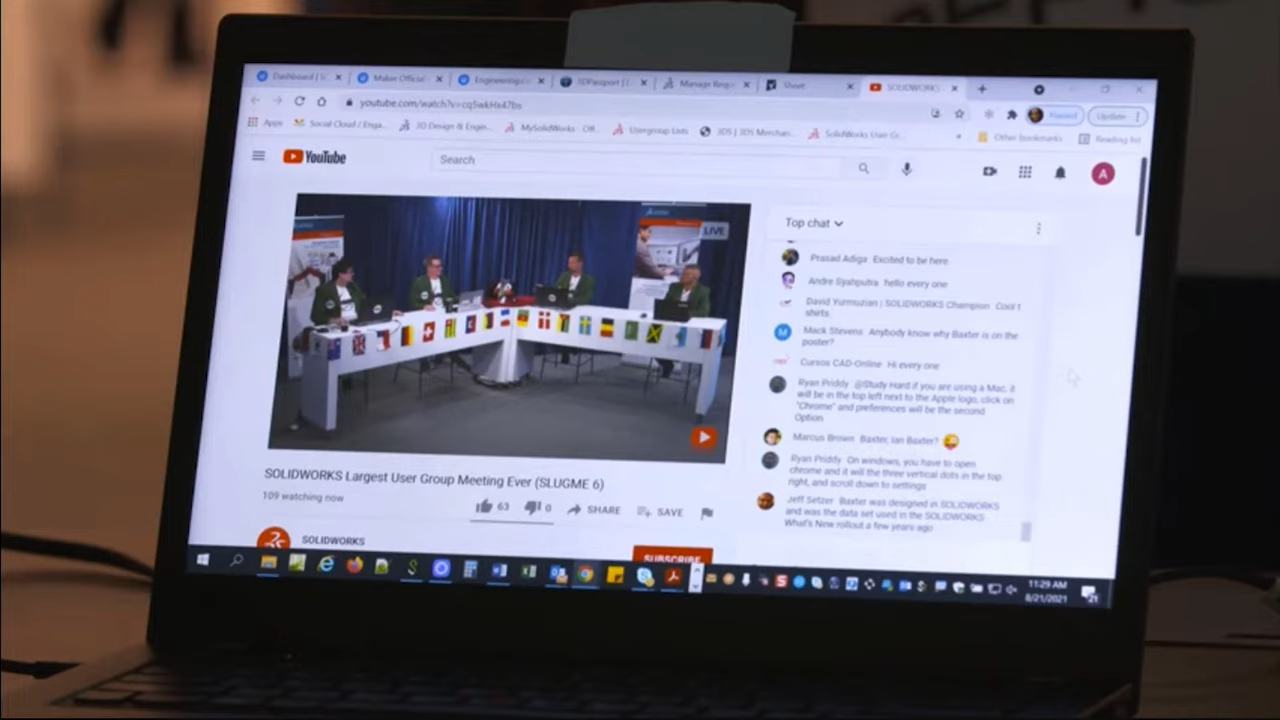 Dashboard | S
Maker Official
Engineering.c
3DPassport | L
Manage Requ
Sheet
SOLIDWORKS
youtube.com/watch?v=cq5wkHx47bs
Paused
Update
Apps
Social Cloud / Enga...
3D Design & Engin...
MySolidWorks - Off...
Usergroup Lists
3DS | 3DS Merchan...
SolidWorks User Gr...
Other bookmarks
Reading list
YouTube
Search
A
LIVE
Top chat
Prasad Adiga Excited to be here
Andre Syahputra hello every one
David Yurmuzian | SOLIDWORKS Champion Cool t
shirts
M
Mack Stevens Anybody know why Baxter is on the
poster?
Cursos CAD-Online Hi every one
Ryan Priddy @Study Hard if you are using a Mac, it
will be in the top left next to the Apple logo, click on
"Chrome" and preferences will be the second
Option
Marcus Brown Baxter, Ian Baxter?
Ryan Priddy On windows, you have to open
chrome and it will the three vertical dots in the top
right, and scroll down to settings
Jeff Setzer Baxter was designed in SOLIDWORKS
and was the data set used in the SOLIDWORKS
What's New rollout a few years ago
SOLIDWORKS Largest User Group Meeting Ever (SLUGME 6)
109 watching now
63
0
SHARE
SAVE
SOLIDWORKS
SUBSCRIBE
11:29 AM
8/21/2021
21